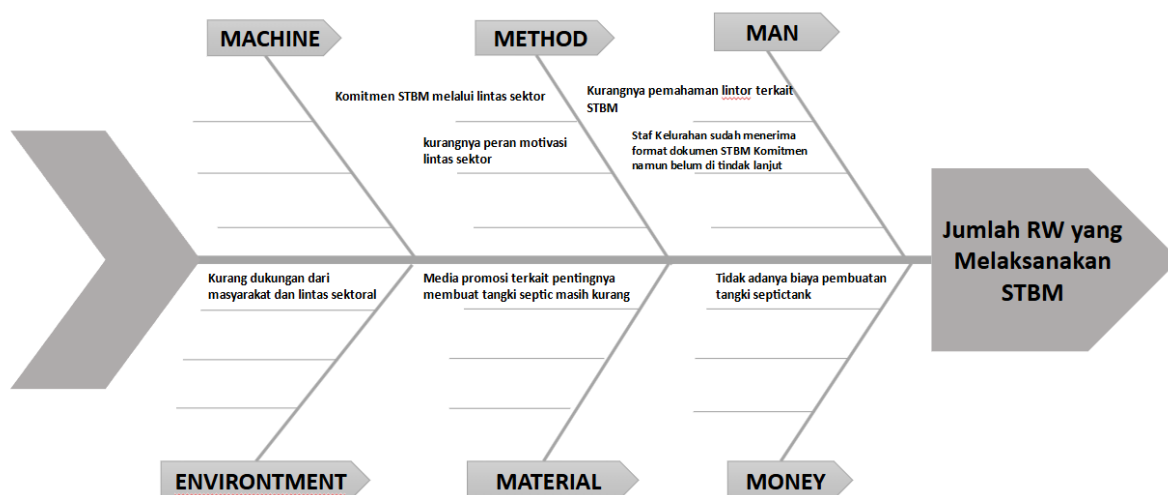 MACHINE
METHOD
MAN
Komitmen STBM melalui lintas sektor
Kurangnya pemahaman lintor terkait
STBM
kurangnya peran motivasi
lintas sektor
Staf Kelurahan sudah menerima
format dokumen STBM Komitmen
namun belum di tindak lanjut
Jumlah RW yang
Melaksanakan
STBM
Kurang dukungan dari
masyarakat dan lintas sektoral
Media promosi terkait pentingnya
membuat tangki septic masih kurang
Tidak adanya biaya pembuatan
tangki septictank
ENVIRONTMENT
MATERIAL
MONEY